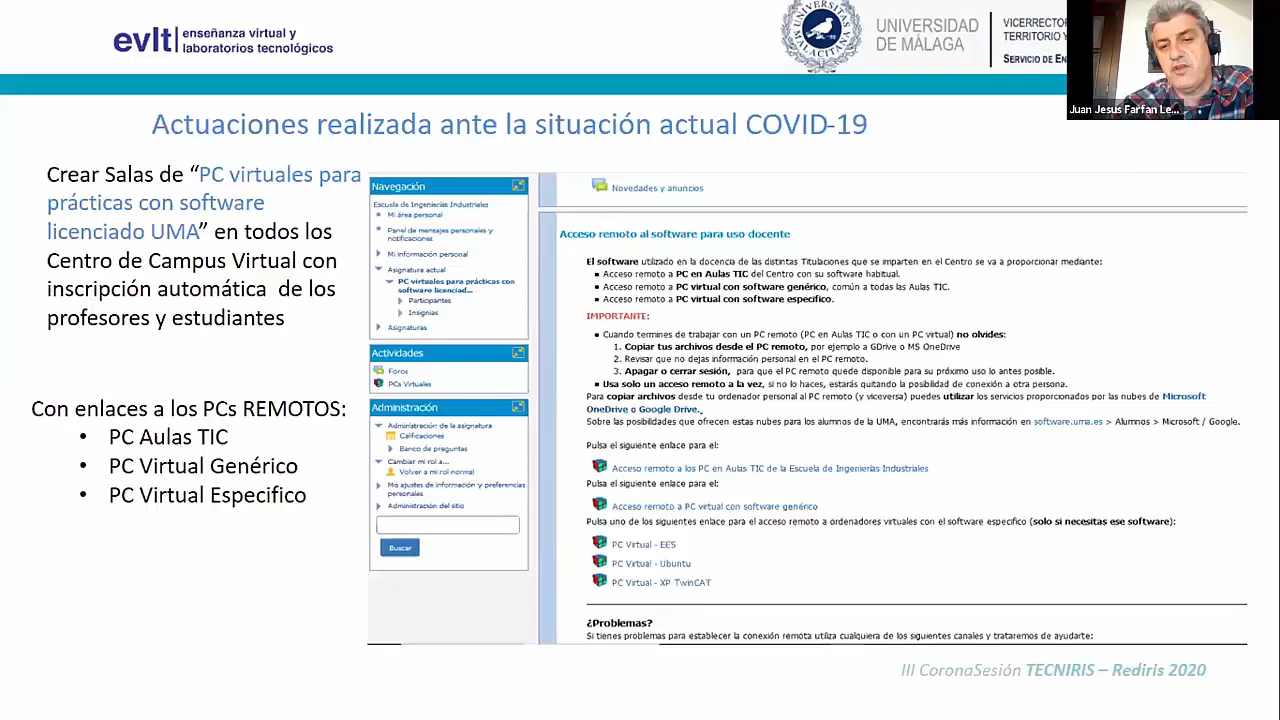 evlt enseñanza virtual y
laboratorios tecnológicos
UNIVERSITAS
MALACITANA
UNIVERSIDAD
DE MÁLAGA
VICERRECTOR
TERRITORIO Y
SERVICIO DE EN
Juan Jesus Farfan Le...
Actuaciones realizada ante la situación actual COVID-19
Crear Salas de “PC virtuales para
prácticas con software
licenciado UMA” en todos los
Centro de Campus Virtual con
inscripción automática de los
profesores y estudiantes
Con enlaces a los PCs REMOTOS:
• PC Aulas TIC
• PC Virtual Genérico
• PC Virtual Especifico
Navegación
Escuela de Ingenierías Industriales
Mi área personal
Panel de mensajes personales y
notificaciones
Mi información personal
Asignatura actual
PC virtuales para prácticas con
software licenciad...
Participantes
Insignias
Asignaturas
Actividades
Foros
PCs Virtuales
Administración
Administración de la asignatura
Calificaciones
Banco de preguntas
Cambiar mi rol a...
Volver a mi rol normal
Mis ajustes de información y preferencias
personales
Administración del sitio
Buscar
Novedades y anuncios
Acceso remoto al software para uso docente
El software utilizado en la docencia de las distintas Titulaciones que se imparten en el Centro se va a proporcionar mediante:
▪ Acceso remoto a PC en Aulas TIC del Centro con su software habitual.
▪ Acceso remoto a PC virtual con software genérico, común a todas las Aulas TIC.
▪ Acceso remoto a PC virtual con software específico.
IMPORTANTE:
▪ Cuando termines de trabajar con un PC remoto (PC en Aulas TIC o con un PC virtual) no olvides:
1. Copiar tus archivos desde el PC remoto, por ejemplo a GDrive o MS OneDrive
2. Revisar que no dejas información personal en el PC remoto.
3. Apagar o cerrar sesión, para que el PC remoto quede disponible para su próximo uso lo antes posible.
▪ Usa solo un acceso remoto a la vez, si no lo haces, estarás quitando la posibilidad de conexión a otra persona.
Para copiar archivos desde tu ordenador personal al PC remoto (y viceversa) puedes utilizar los servicios proporcionados por las nubes de Microsoft
OneDrive o Google Drive.
Sobre las posibilidades que ofrecen estas nubes para los alumnos de la UMA, encontrarás más información en software.uma.es > Alumnos > Microsoft / Google.
Pulsa el siguiente enlace para el:
Acceso remoto a los PC en Aulas TIC de la Escuela de Ingenierías Industriales
Pulsa el siguiente enlace para el:
Acceso remoto a PC virtual con software genérico
Pulsa uno de los siguientes enlace para el acceso remoto a ordenadores virtuales con el software específico (solo si necesitas ese software):
PC Virtual - EES
PC Virtual - Ubuntu
PC Virtual - XP TwinCAT
¿Problemas?
Si tienes problemas para establecer la conexión remota utiliza cualquiera de los siguientes canales y trataremos de ayudarte:
III CoronaSesión TECNIRIS – Rediris 2020